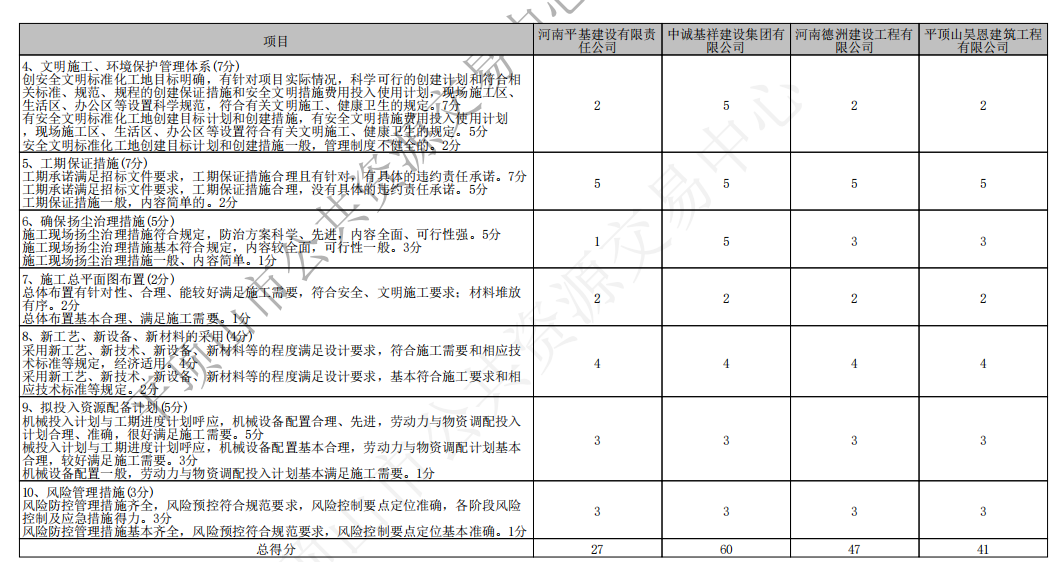 项目
河南平基建设有限责
任公司
中诚基祥建设集团有
限公司
河南德洲建设工程有
限公司
平顶山昊恩建筑工程
有限公司
4、文明施工、环境保护管理体系(7分)
创安全文明标准化工地目标明确，有针对项目实际情况，科学可行的创建计划和符合相
关标准、规范、规程的创建保证措施和安全文明措施费用投入使用计划，现场施工区、
生活区、办公区等设置科学规范，符合有关文明施工、健康卫生的规定。7分
有安全文明标准化工地创建目标计划和创建措施，有安全文明措施费用投入使用计划
，现场施工区、生活区、办公区等设置符合有关文明施工、健康卫生的规定。5分
安全文明标准化工地创建目标计划和创建措施一般，管理制度不健全的。2分
2 5 2 2
5、工期保证措施(7分)
工期承诺满足招标文件要求，工期保证措施合理且有针对，有具体的违约责任承诺。7分
工期承诺满足招标文件要求，工期保证措施合理，没有具体的违约责任承诺。5分
工期保证措施一般，内容简单的。2分
5 5 5 5
6、确保扬尘治理措施(5分)
施工现场扬尘治理措施符合规定，防治方案科学、先进，内容全面、可行性强。5分
施工现场扬尘治理措施基本符合规定，内容较全面，可行性一般。3分
施工现场扬尘治理措施一般、内容简单。1分
1 5 3 3
7、施工总平面图布置(2分)
总体布置有针对性、合理、能较好满足施工需要，符合安全、文明施工要求；材料堆放
有序。2分
总体布置基本合理、满足施工需要。1分
2 2 2 2
8、新工艺、新设备、新材料的采用(4分)
采用新工艺、新技术、新设备、新材料等的程度满足设计要求，符合施工需要和相应技
术标准等规定，经济适用。4分
采用新工艺、新技术、新设备、新材料等的程度满足设计要求，基本符合施工要求和相
应技术标准等规定。2分
4 4 4 4
9、拟投入资源配备计划(5分)
机械投入计划与工期进度计划呼应，机械设备配置合理、先进，劳动力与物资调配投入
计划合理、准确，很好满足施工需要。5分
械投入计划与工期进度计划呼应，机械设备配置基本合理，劳动力与物资调配计划基本
合理，较好满足施工需要。3分
机械设备配置一般，劳动力与物资调配投入计划基本满足施工需要。1分
3 3 3 3
10、风险管理措施(3分)
风险防控管理措施齐全，风险预控符合规范要求，风险控制要点定位准确，各阶段风险
控制及应急措施得力。3分
风险防控管理措施基本齐全，风险预控符合规范要求，风险控制要点定位基本准确。1分
3 3 3 3
总得分 27 60 47 41
平顶山市公共资源交易中心
顶山市公共资源交易中心